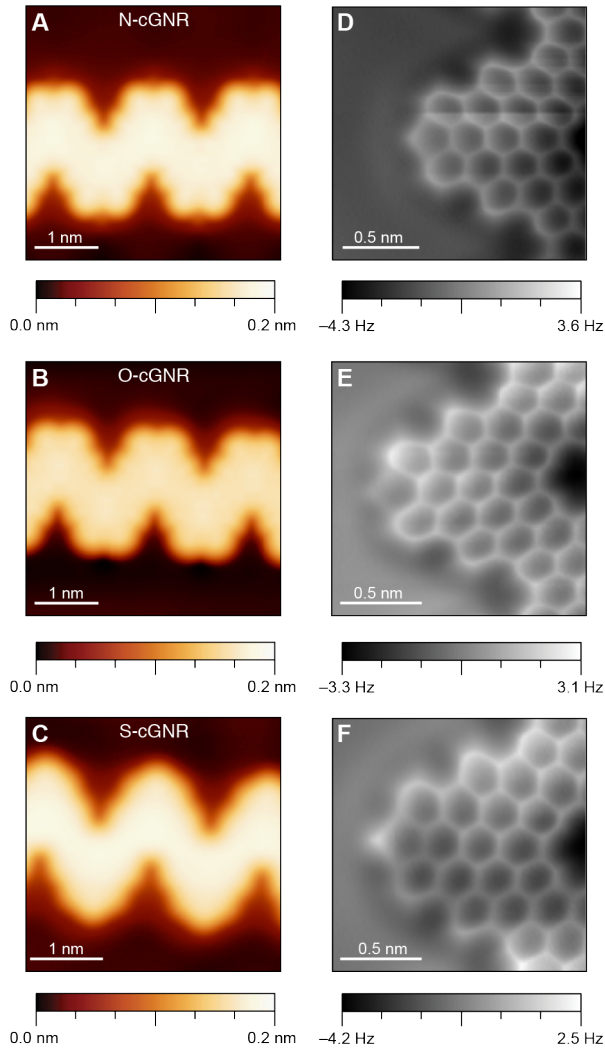 A N-cGNR
1 nm
0.0 nm 0.2 nm
D
0.5 nm
–4.3 Hz 3.6 Hz
B O-cGNR
1 nm
0.0 nm 0.2 nm
E
0.5 nm
–3.3 Hz 3.1 Hz
C S-cGNR
1 nm
0.0 nm 0.2 nm
F
0.5 nm
–4.2 Hz 2.5 Hz